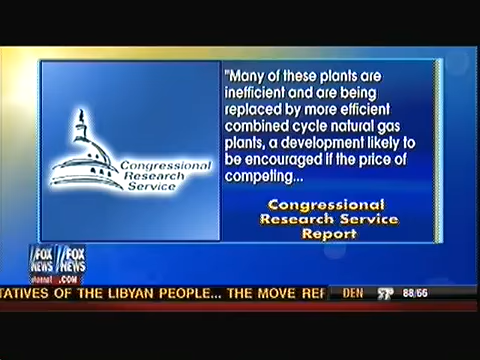 "Many of these plants are
inefficient and are being
replaced by more efficient
combined cycle natural gas
plants, a development likely to
be encouraged if the price of
competing...
Congressional
Research Service
Report
Congressional
Research
Service
FOX NEWS channel
FOX NEWS .COM
TATIVES OF THE LIBYAN PEOPLE... THE MOVE REF
DEN 88/66